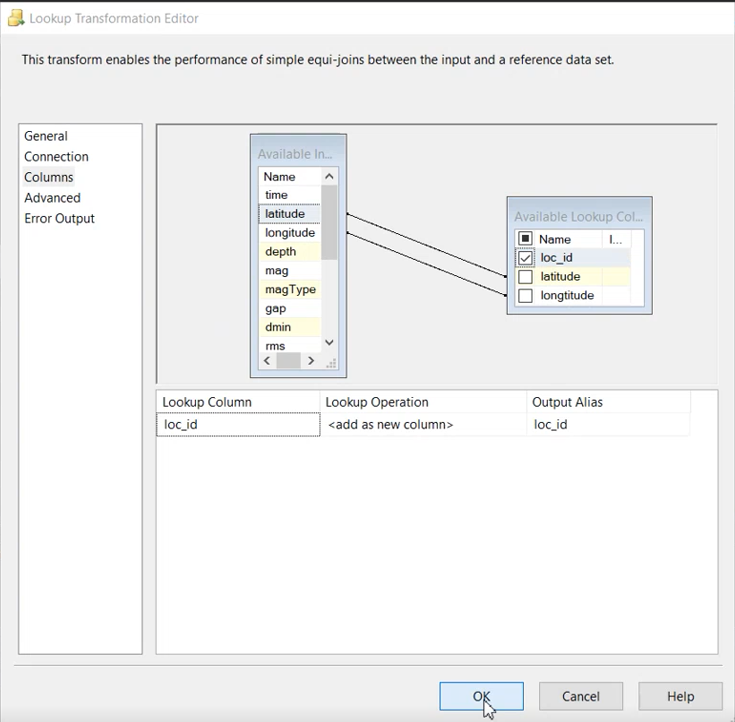 Lookup Transformation Editor
This transform enables the performance of simple equi-joins between the input and a reference data set.
General
Connection
Columns
Advanced
Error Output
Available In...
Name
time
latitude
longitude
depth
mag
magType
gap
dmin
rms
Available Lookup Col...
Name I...
loc_id
latitude
longtitude
Lookup Column Lookup Operation Output Alias
loc_id <add as new column> loc_id
OK Cancel Help